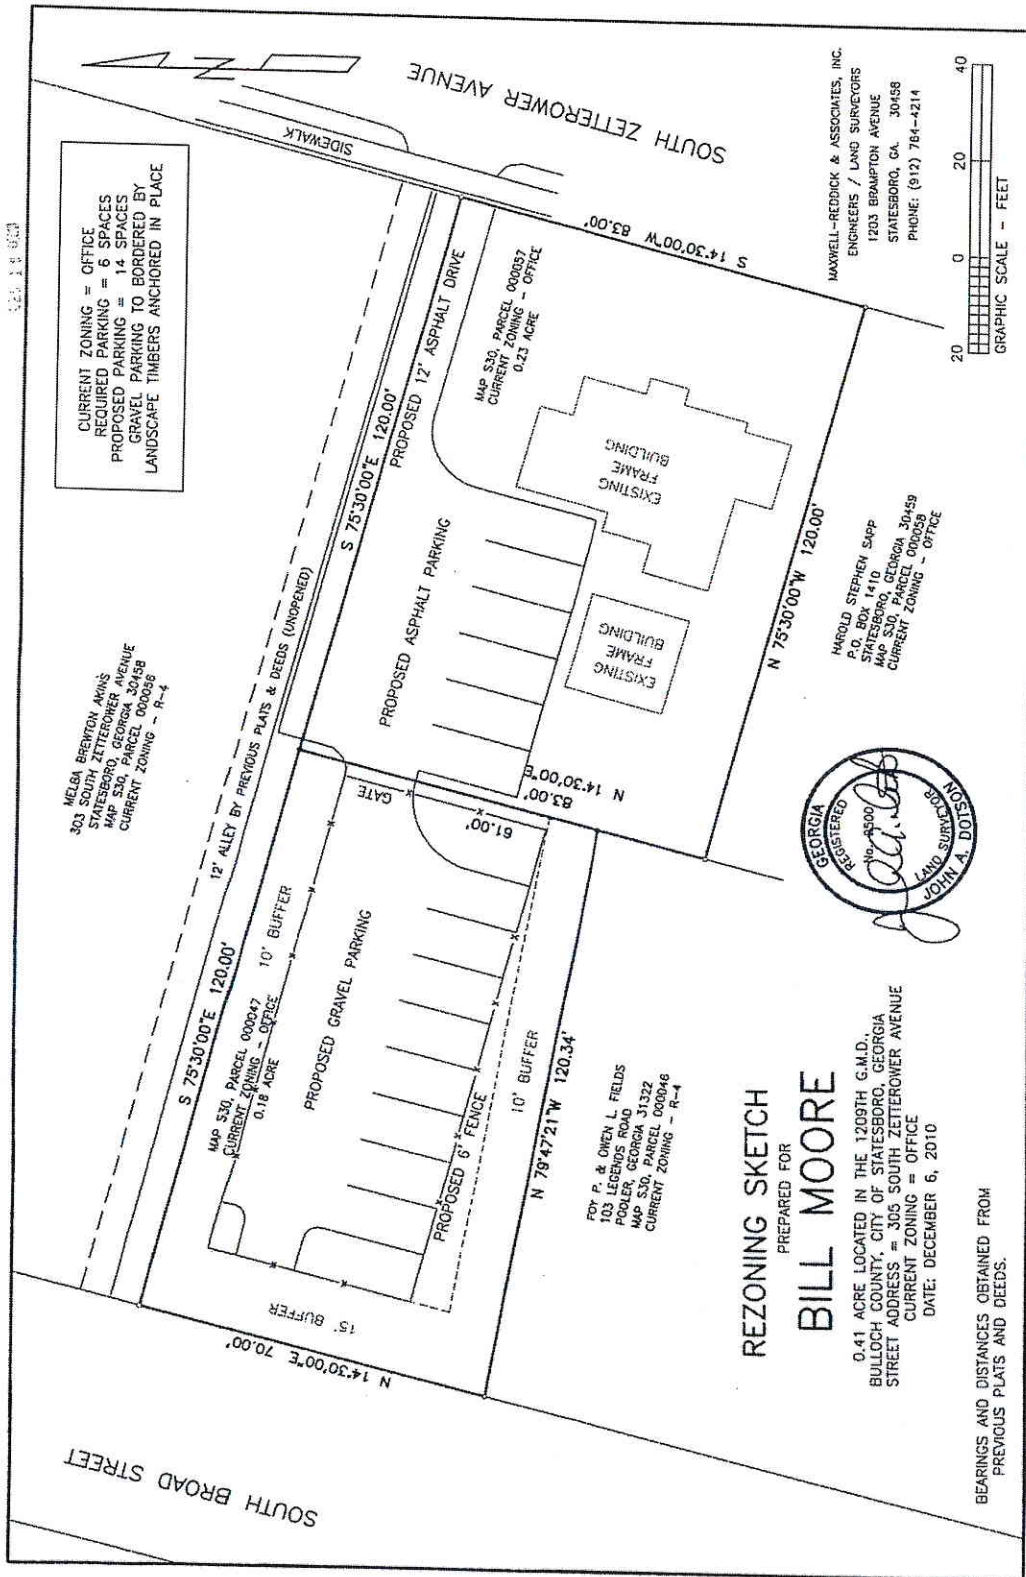 CURRENT ZONING = OFFICE
REQUIRED PARKING = 6 SPACES
PROPOSED PARKING = 14 SPACES
GRAVEL PARKING TO BORDERED BY
LANDSCAPE TIMBERS ANCHORED IN PLACE
SOUTH ZETTEROWER AVENUE
SIDEWALK
MELBA BREWTON AKINS
303 SOUTH ZETTEROWER AVENUE
STATESBORO, GEORGIA 30458
MAP S30, PARCEL 000056
CURRENT ZONING - R-4
12' ALLEY BY PREVIOUS PLATS & DEEDS (UNOPENED)
S 75°30'00"E 120.00'
S 75°30'00"E 120.00'
PROPOSED 12' ASPHALT DRIVE
MAP S30, PARCEL 000057
CURRENT ZONING - OFFICE
0.23 ACRE
S 14°30'00"W 83.00'
PROPOSED ASPHALT PARKING
EXISTING
FRAME
BUILDING
EXISTING
FRAME
BUILDING
N 75°30'00"W 120.00'
N 14°30'00"E
83.00'
61.00'
GATE
10' BUFFER
MAP S30, PARCEL 000047
CURRENT ZONING - OFFICE
0.18 ACRE
PROPOSED GRAVEL PARKING
PROPOSED 6' FENCE
10' BUFFER
N 79°47'21"W 120.34'
15' BUFFER
N 14°30'00"E 70.00'
SOUTH BROAD STREET
FOY P. & OWEN L. FIELDS
103 LEGENDS ROAD
POOLER, GEORGIA 31322
MAP S30, PARCEL 000046
CURRENT ZONING - R-4
HAROLD STEPHEN SAPP
P.O. BOX 1410
STATESBORO, GEORGIA 30459
MAP S30, PARCEL 000058
CURRENT ZONING - OFFICE
MAXWELL-REDDICK & ASSOCIATES, INC.
ENGINEERS / LAND SURVEYORS
1203 BRAMPTON AVENUE
STATESBORO, GA. 30458
PHONE: (912) 764-4214
20 0 20 40
GRAPHIC SCALE - FEET
GEORGIA
REGISTERED
LAND SURVEYOR
JOHN A. DOTSON
REZONING SKETCH
PREPARED FOR
BILL MOORE
0.41 ACRE LOCATED IN THE 1209TH G.M.D.,
BULLOCH COUNTY, CITY OF STATESBORO, GEORGIA
STREET ADDRESS = 305 SOUTH ZETTEROWER AVENUE
CURRENT ZONING = OFFICE
DATE: DECEMBER 6, 2010
BEARINGS AND DISTANCES OBTAINED FROM
PREVIOUS PLATS AND DEEDS.